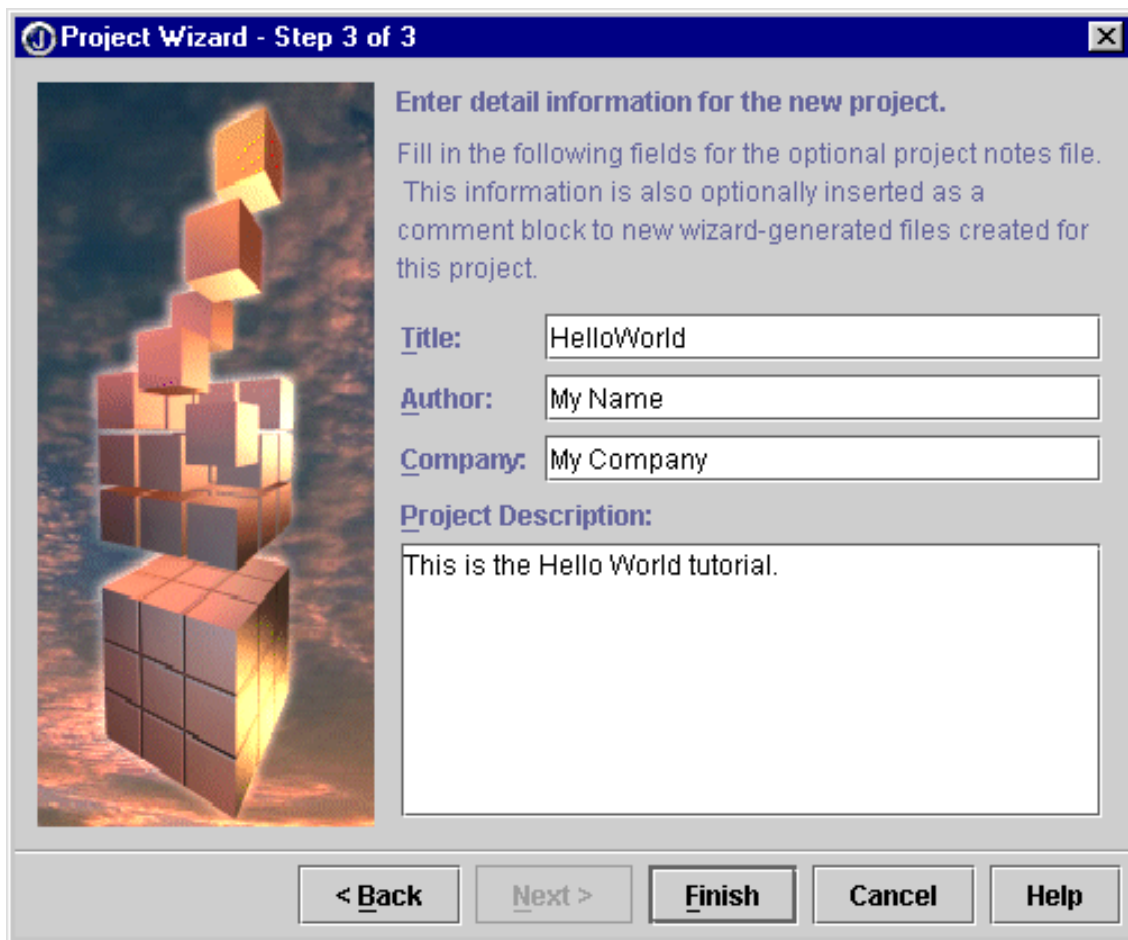 Project Wizard - Step 3 of 3
Enter detail information for the new project.
Fill in the following fields for the optional project notes file.
This information is also optionally inserted as a
comment block to new wizard-generated files created for
this project.
Title: HelloWorld
Author: My Name
Company: My Company
Project Description:
This is the Hello World tutorial.
< Back Next > Finish Cancel Help